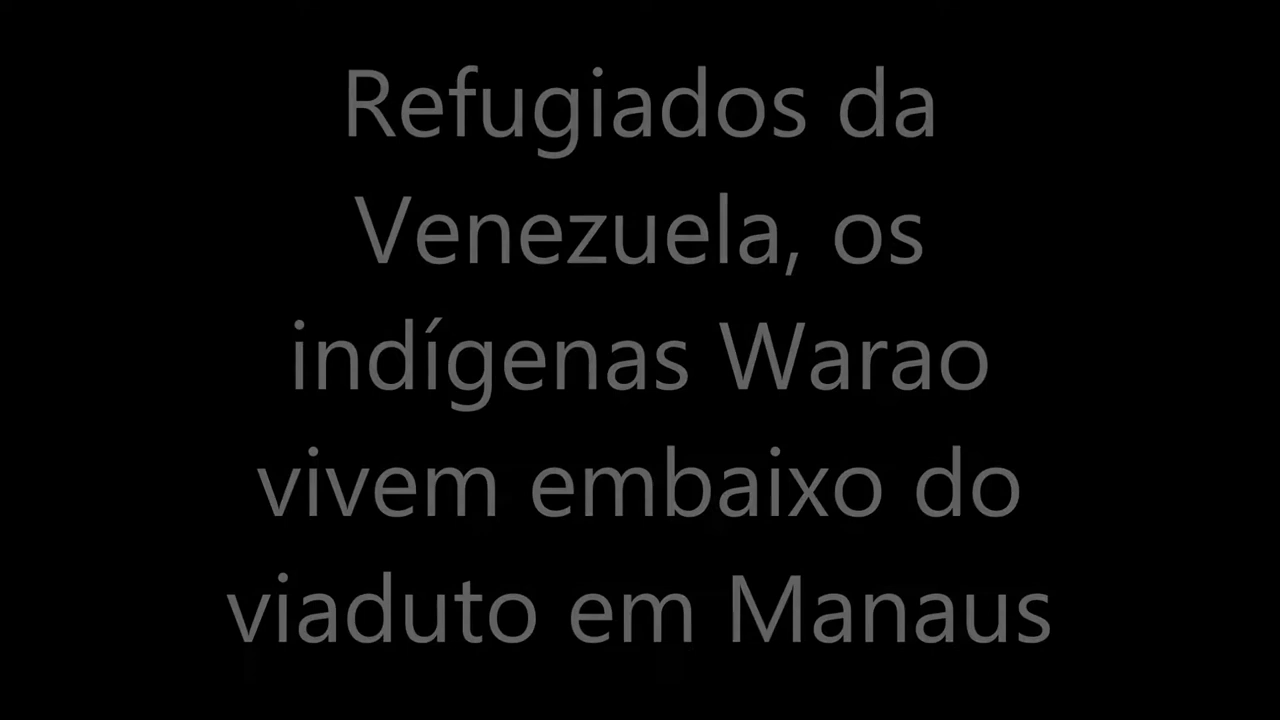 Refugiados da
Venezuela, os
indígenas Warao
vivem embaixo do
viaduto em Manaus